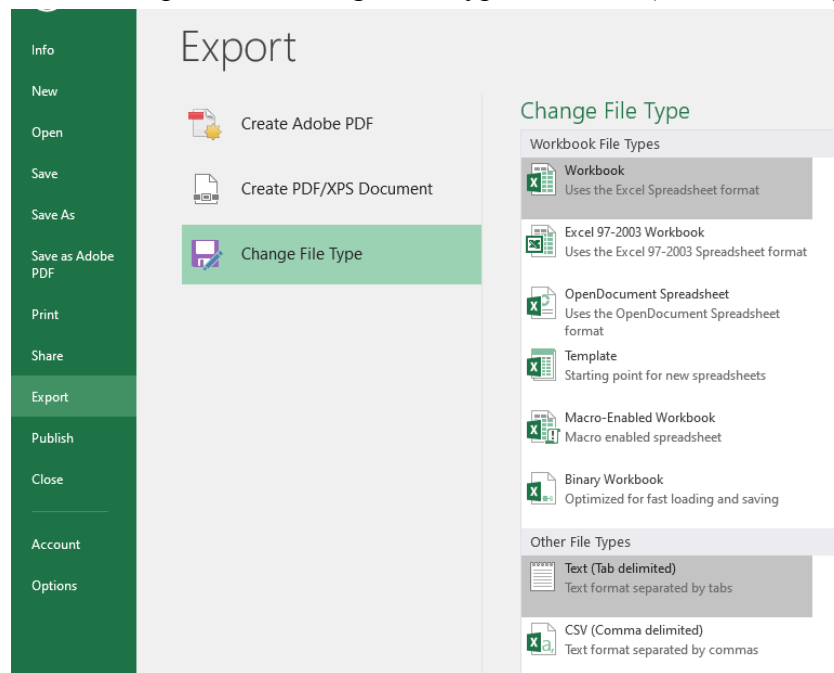 Info
New
Open
Save
Save As
Save as Adobe
PDF
Print
Share
Export
Publish
Close
Account
Options
Export
Create Adobe PDF
Create PDF/XPS Document
Change File Type
Change File Type
Workbook File Types
Workbook
Uses the Excel Spreadsheet format
Excel 97-2003 Workbook
Uses the Excel 97-2003 Spreadsheet format
OpenDocument Spreadsheet
Uses the OpenDocument Spreadsheet
format
Template
Starting point for new spreadsheets
Macro-Enabled Workbook
Macro enabled spreadsheet
Binary Workbook
Optimized for fast loading and saving
Other File Types
Text (Tab delimited)
Text format separated by tabs
CSV (Comma delimited)
Text format separated by commas